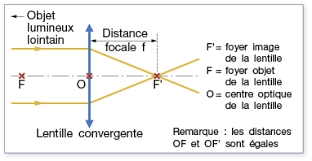 ← Objet
lumineux
lointain
Distance
focale f
F
O
F'
F'= foyer image
de la lentille
F = foyer objet
de la lentille
O = centre optique
de la lentille
Lentille convergente
Remarque : les distances
OF et OF' sont égales